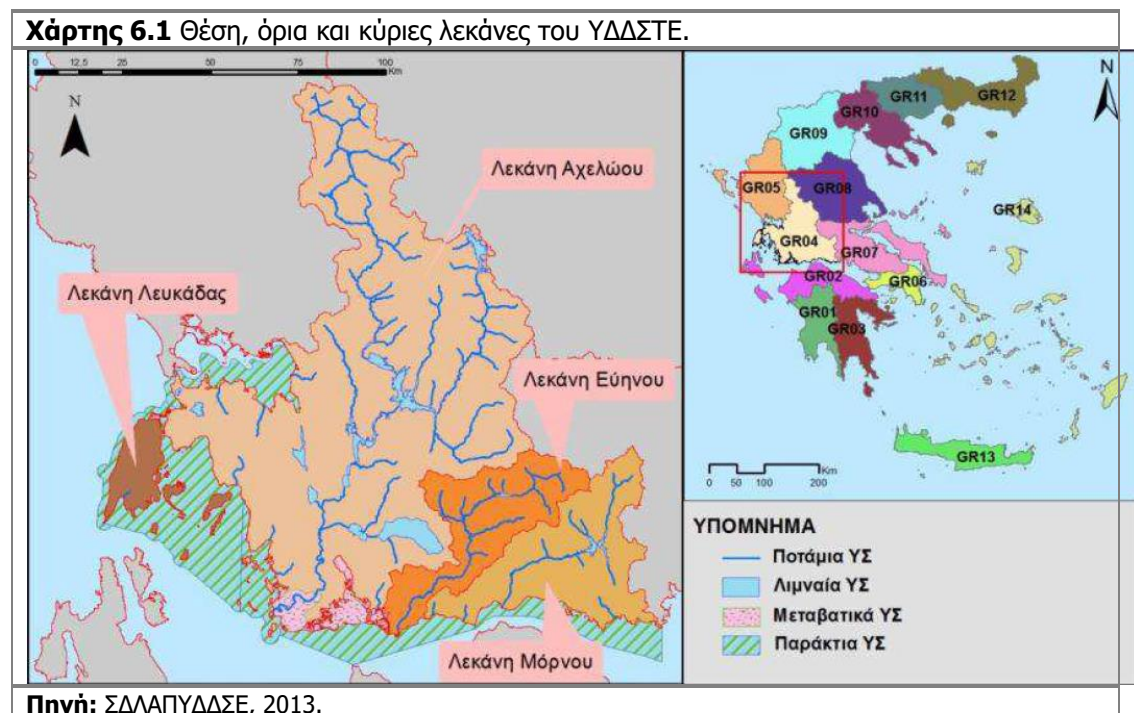 Χάρτης 6.1 Θέση, όρια και κύριες λεκάνες του ΥΔΔΣΤΕ.
0 12,5 25 50 75 100
Km
N
Λεκάνη Αχελώου
Λεκάνη Λευκάδας
Λεκάνη Εύηνου
Λεκάνη Μόρνου
N
GR12
GR11
GR10
GR09
GR05
GR08
GR14
GR04
GR07
GR02
GR06
GR01
GR03
GR13
Km
0 50 100 200
ΥΠΟΜΝΗΜΑ
Ποτάμια ΥΣ
Λιμναία ΥΣ
Μεταβατικά ΥΣ
Παράκτια ΥΣ
Πηγή: ΣΔΛΑΠΥΔΔΣΕ, 2013.